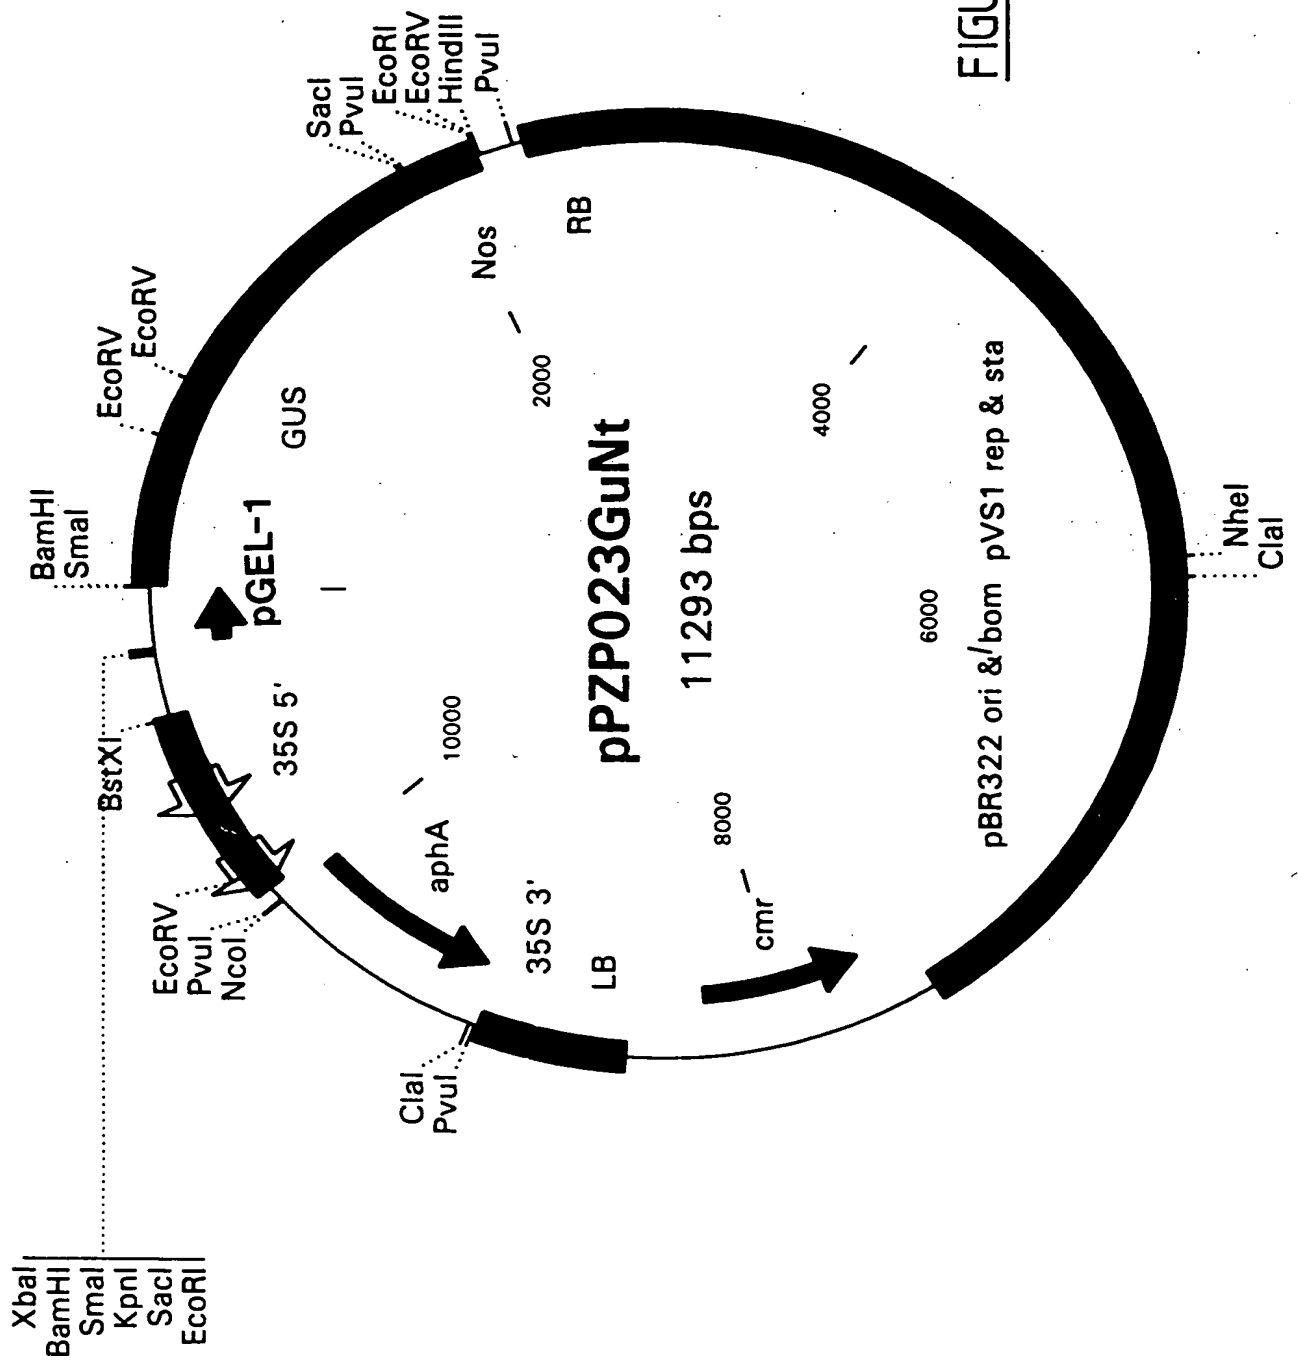 XbaI
BamHI
SmaI
KpnI
SacI
EcoRI
BstXI
BamHI
SmaI
EcoRV
EcoRV
SacI
PvuI
EcoRI
EcoRV
HindIII
PvuI
EcoRV
PvuI
NcoI
ClaI
PvuI
NheI
ClaI
pGEL-1
GUS
Nos
RB
35S 5'
aphA
35S 3'
LB
cmr
2000
4000
6000
8000
10000
pPZP023GuNt
11293 bps
pBR322 ori & bom pVS1 rep & sta